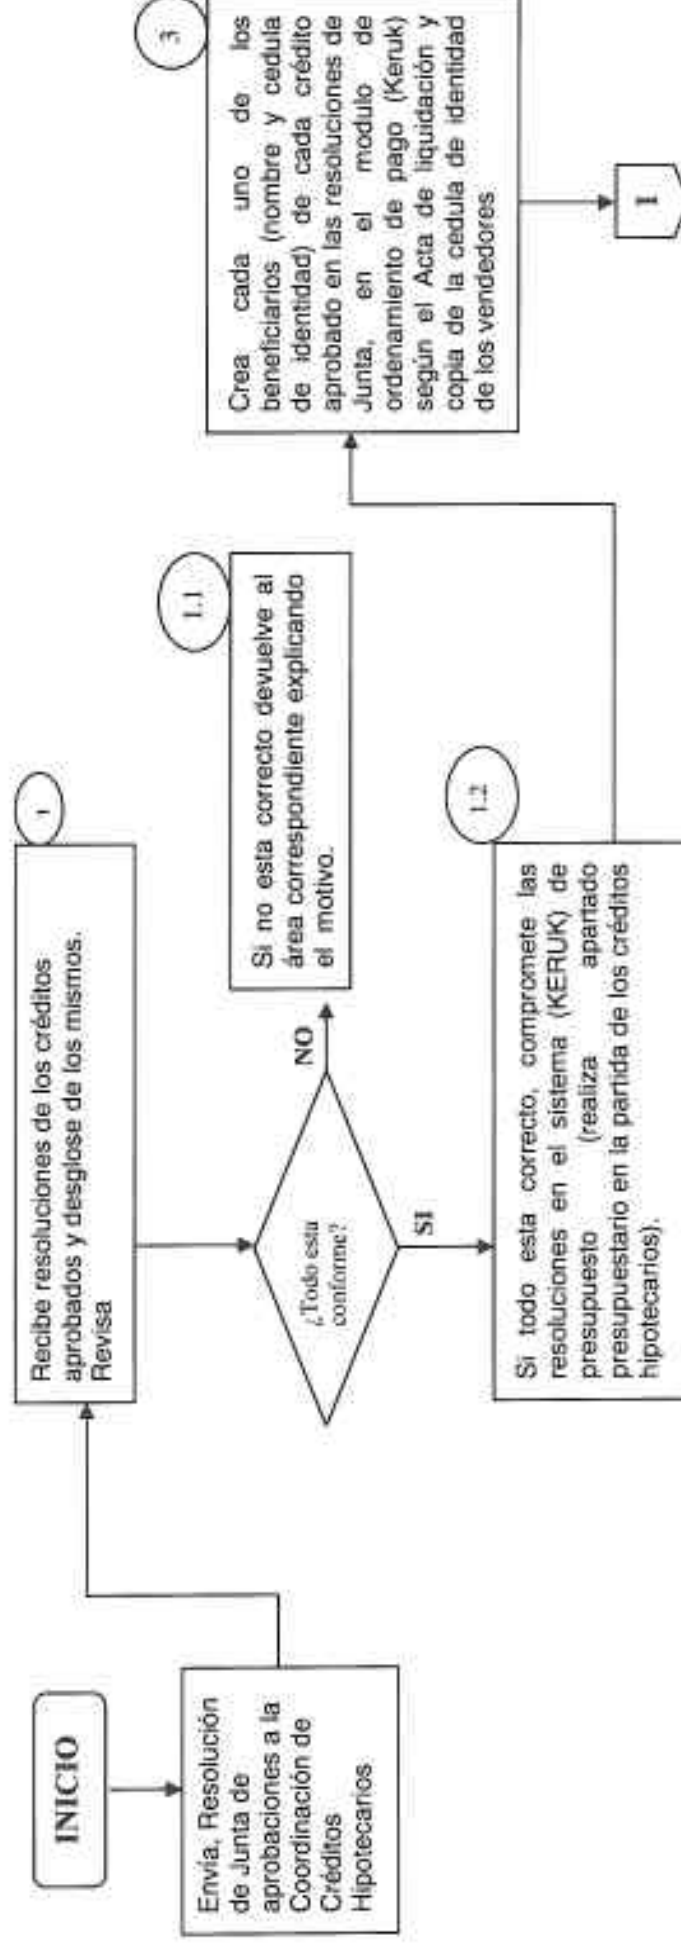 INICIO
Envía, Resolución
de Junta de
aprobaciones a la
Coordinación de
Créditos
Hipotecarios
1
Recibe resoluciones de los créditos
aprobados y desglose de los mismos.
Revisa
¿Todo esta
conforme?
NO
SI
1.1
Si no esta correcto devuelve al
área correspondiente explicando
el motivo.
1.2
Si todo esta correcto, compromete las
resoluciones en el sistema (KERUK) de
presupuesto (realiza apartado
presupuestario en la partida de los créditos
hipotecarios).
3
Crea cada uno de los
beneficiarios (nombre y cedula
de identidad) de cada crédito
aprobado en las resoluciones de
Junta, en el modulo de
ordenamiento de pago (Keruk)
según el Acta de liquidación y
copia de la cedula de identidad
de los vendedores
1